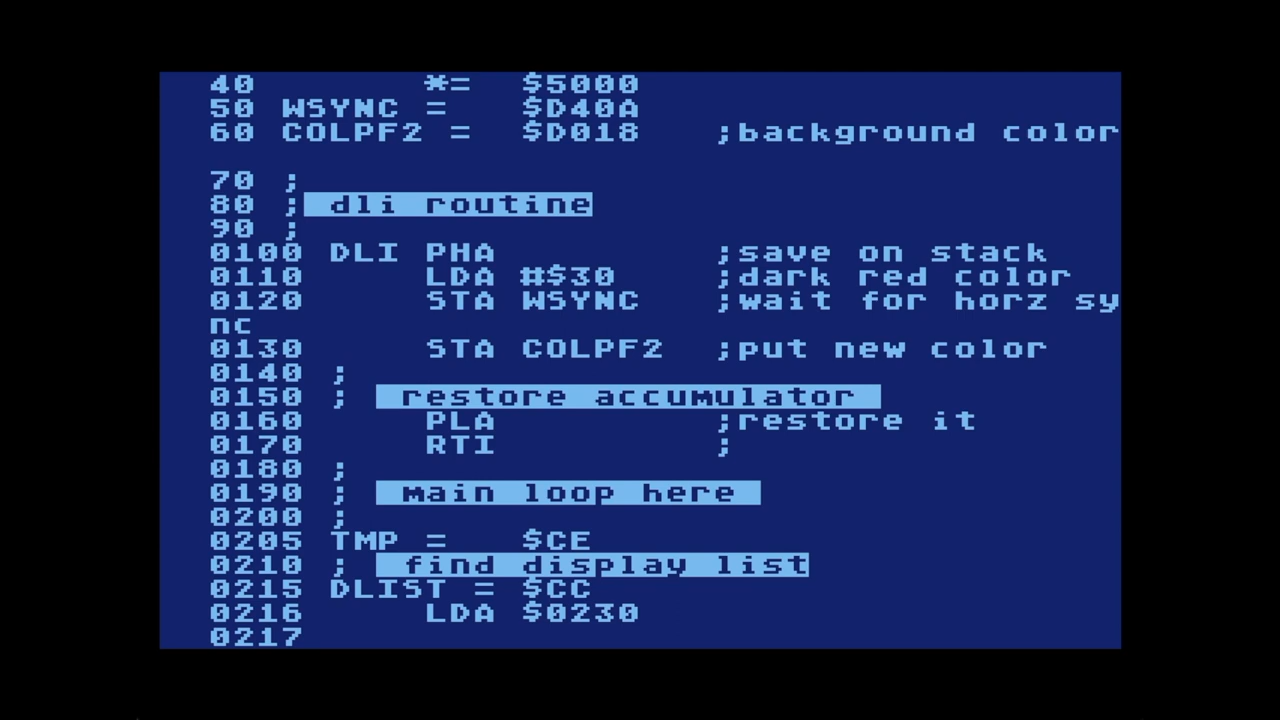 40       *=  $5000
50 WSYNC =   $D40A
60 COLPF2 =  $D018   ;background color
70 ;
80 ; dli routine
90 ;
0100 DLI PHA         ;save on stack
0110     LDA #$30    ;dark red color
0120     STA WSYNC   ;wait for horz sy
nc
0130     STA COLPF2  ;put new color
0140 ;
0150 ;  restore accumulator
0160     PLA         ;restore it
0170     RTI         ;
0180 ;
0190 ;  main loop here
0200 ;
0205 TMP =   $CE
0210 ;  find display list
0215 DLIST = $CC
0216     LDA $0230
0217